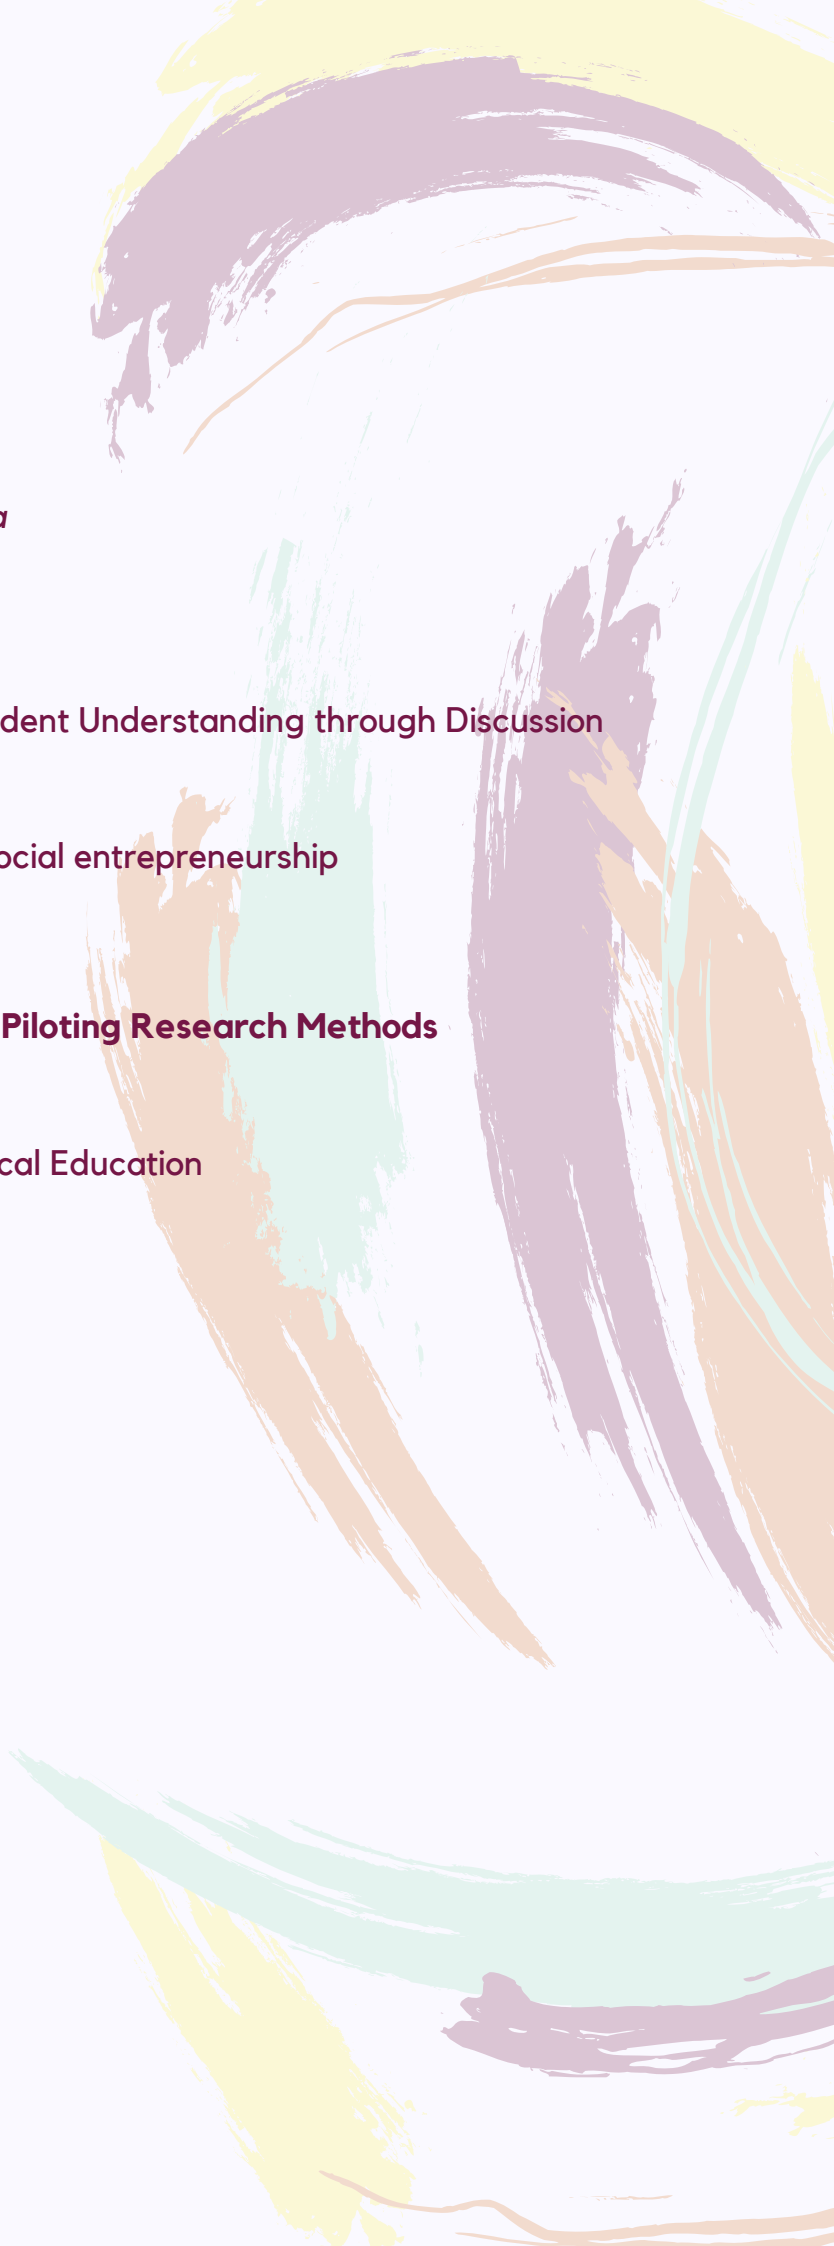 a
dent Understanding through Discussion
ocial entrepreneurship
Piloting Research Methods
cal Education